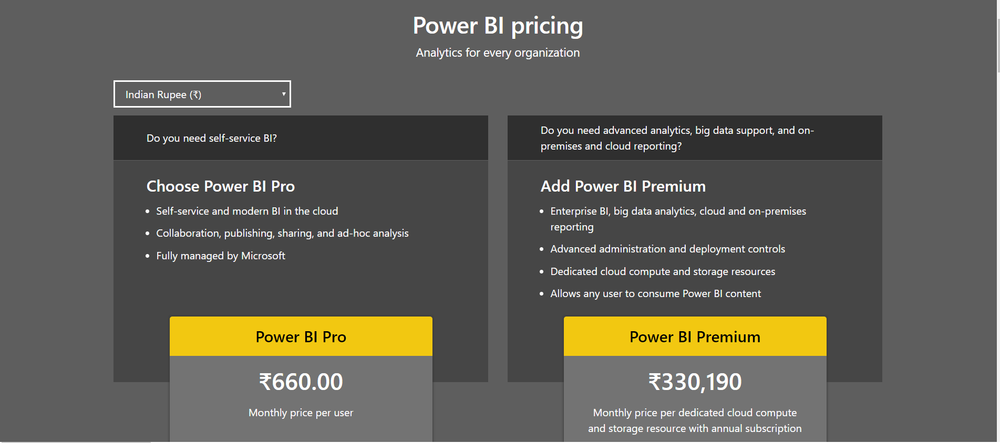 Power BI pricing
Analytics for every organization
Indian Rupee (₹)
Do you need self-service BI?
Choose Power BI Pro
Self-service and modern BI in the cloud
Collaboration, publishing, sharing, and ad-hoc analysis
Fully managed by Microsoft
Power BI Pro
₹660.00
Monthly price per user
Do you need advanced analytics, big data support, and on-
premises and cloud reporting?
Add Power BI Premium
Enterprise BI, big data analytics, cloud and on-premises
reporting
Advanced administration and deployment controls
Dedicated cloud compute and storage resources
Allows any user to consume Power BI content
Power BI Premium
₹330,190
Monthly price per dedicated cloud compute
and storage resource with annual subscription